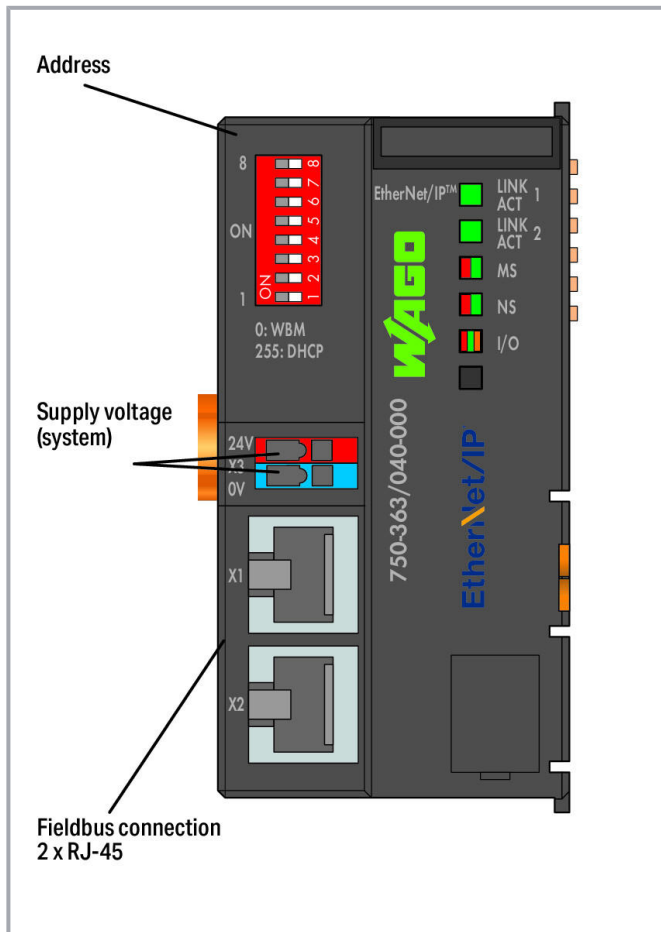 Address
8
8
7
6
5
4
3
2
1
ON
ON
1
0: WBM
255: DHCP
EtherNet/IP™
LINK
ACT 1
LINK
ACT 2
MS
NS
I/O
WAGO
Supply voltage
(system)
24V
X3
0V
750-363/040-000
EtherNet/IP
X1
X2
Fieldbus connection
2 x RJ-45